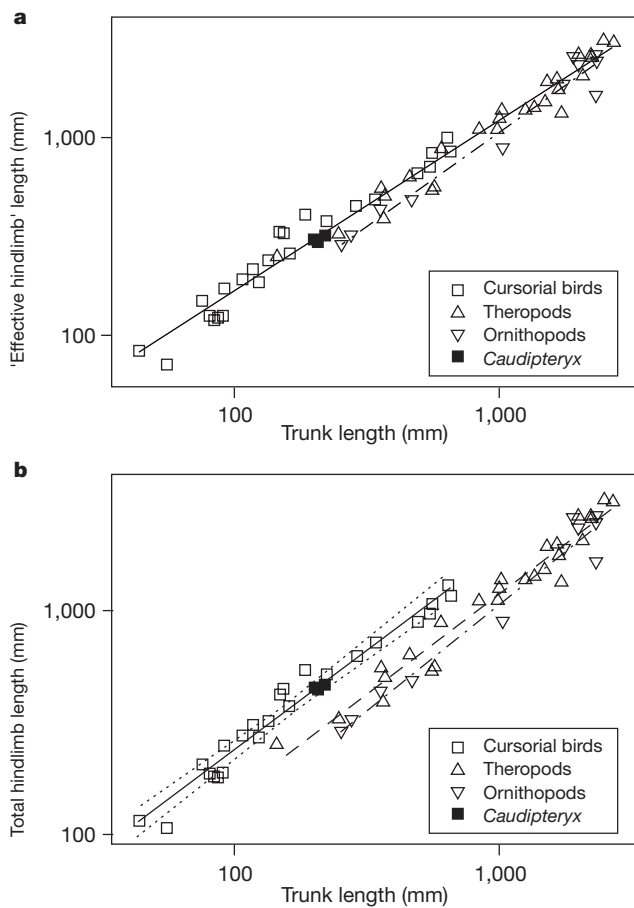 a
'Effective hindlimb' length (mm)
1,000
100
Cursorial birds
Theropods
Ornithopods
Caudipteryx
100
1,000
Trunk length (mm)
b
Total hindlimb length (mm)
1,000
100
Cursorial birds
Theropods
Ornithopods
Caudipteryx
100
1,000
Trunk length (mm)